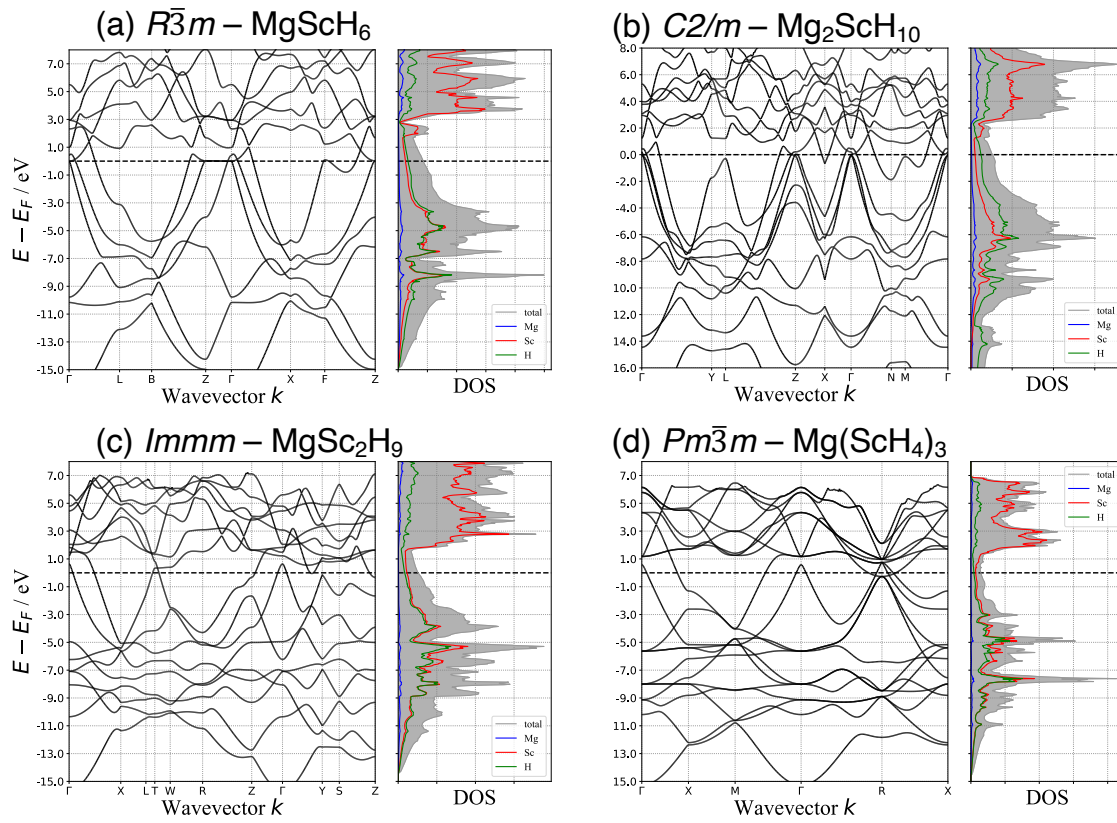 (a) R3̅m – MgScH₆
7.0
5.0
3.0
1.0
-1.0
-3.0
-5.0
-7.0
-9.0
11.0
13.0
15.0
E − E_F / eV
Γ L B Z Γ X F Z
Wavevector k
total
Mg
Sc
H
DOS
(b) C2/m – Mg₂ScH₁₀
8.0
6.0
4.0
2.0
0.0
-2.0
-4.0
-6.0
-8.0
10.0
12.0
14.0
16.0
Γ Y L Z X Γ N M Γ
Wavevector k
total
Mg
Sc
H
DOS
(c) Immm – MgSc₂H₉
7.0
5.0
3.0
1.0
-1.0
-3.0
-5.0
-7.0
-9.0
11.0
13.0
15.0
E − E_F / eV
Γ X L T W R Z Γ Y S Z
Wavevector k
total
Mg
Sc
H
DOS
(d) Pm3̅m – Mg(ScH₄)₃
7.0
5.0
3.0
1.0
-1.0
-3.0
-5.0
-7.0
-9.0
11.0
13.0
15.0
Γ X M Γ R X
Wavevector k
total
Mg
Sc
H
DOS